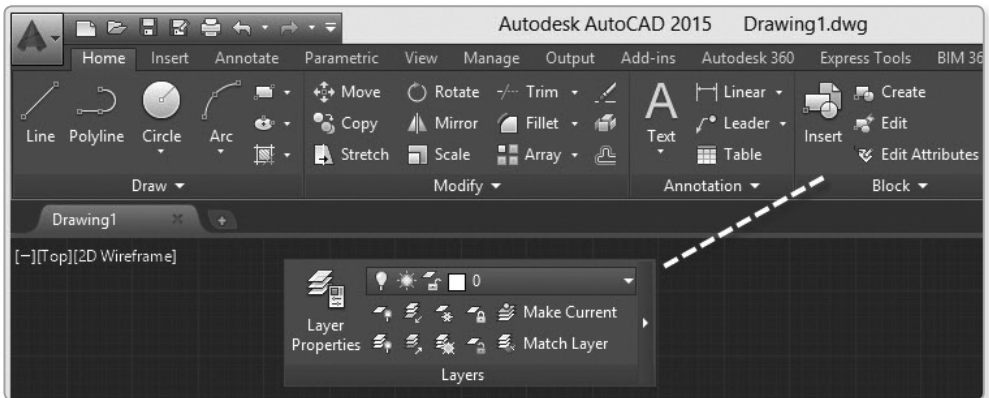 Autodesk AutoCAD 2015 Drawing1.dwg
Home Insert Annotate Parametric View Manage Output Add-ins Autodesk 360 Express Tools BIM 36
Move Rotate Trim Linear Create
Copy Mirror Fillet Leader Edit
Line Polyline Circle Arc Text Insert
Stretch Scale Array Table Edit Attributes
Draw Modify Annotation Block
Drawing1
[−][Top][2D Wireframe]
0
Make Current
Layer
Properties Match Layer
Layers